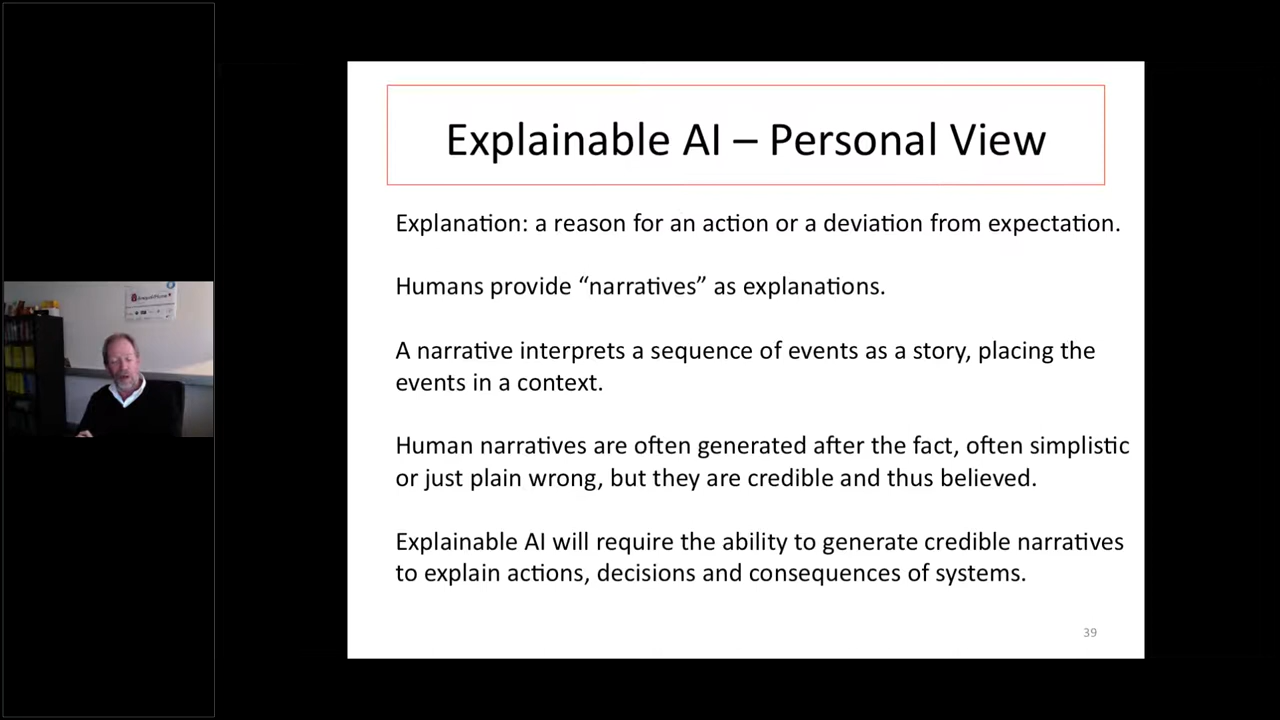 Explainable AI – Personal View
Explanation: a reason for an action or a deviation from expectation.
Humans provide “narratives” as explanations.
A narrative interprets a sequence of events as a story, placing the
events in a context.
Human narratives are often generated after the fact, often simplistic
or just plain wrong, but they are credible and thus believed.
Explainable AI will require the ability to generate credible narratives
to explain actions, decisions and consequences of systems.
39